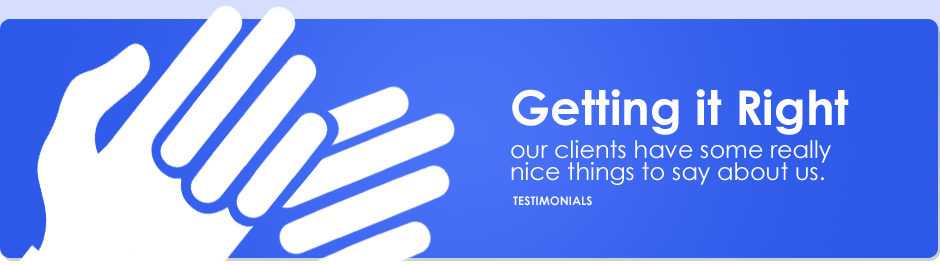 Getting it Right
our clients have some really
nice things to say about us.
TESTIMONIALS